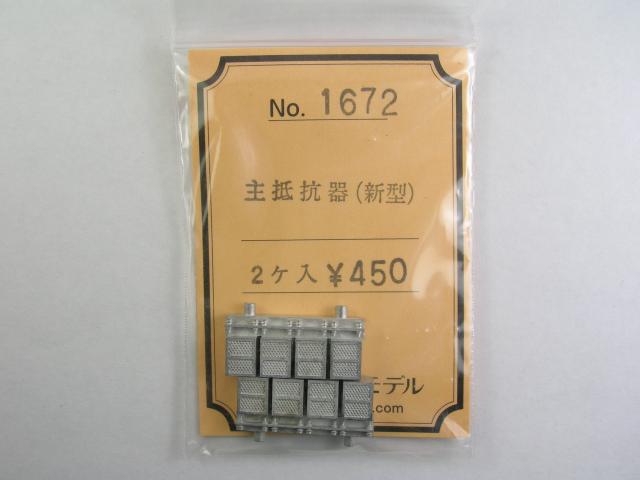 No. 1672
主抵抗器(新型)
2ケ入 ¥450
モデル
.com